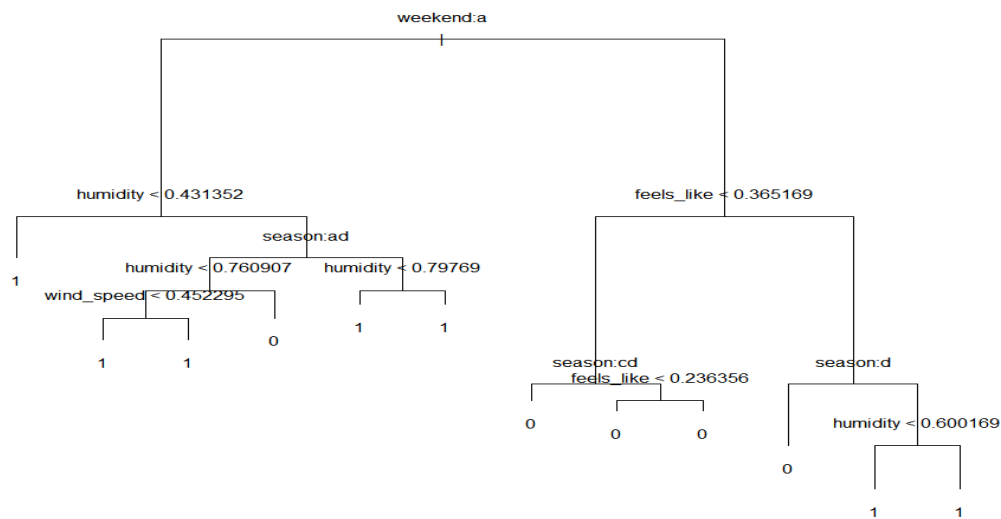 weekend:a
humidity < 0.431352
feels_like < 0.365169
season:ad
humidity < 0.760907
humidity < 0.79769
1
wind_speed < 0.452295
1
1
0
1
1
season:cd
season:d
feels_like < 0.236356
0
0
0
humidity < 0.600169
0
1
1